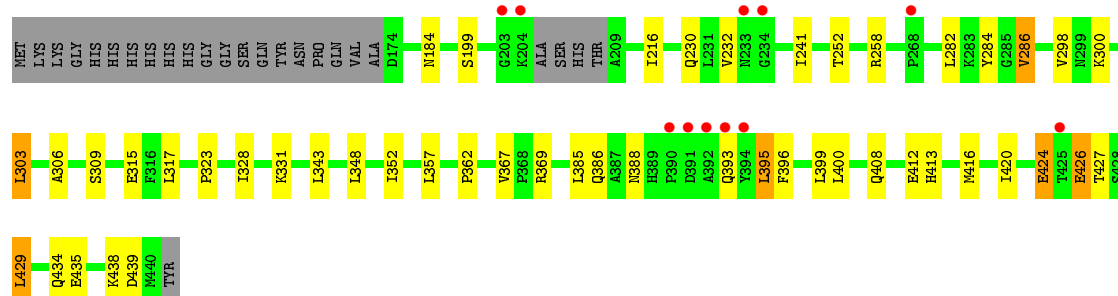 MET LYS LYS GLY HIS HIS HIS HIS HIS HIS GLY GLY SER GLN TYR ASN PRO GLN VAL ALA D174 N184 S199 G203 K204 ALA SER HIS THR A209 I216 Q230 L231 V232 N233 G234 I241 T252 R258 P268 L282 K283 Y284 G285 V286 V298 N299 K300
L303 A306 S309 E315 F316 L317 P323 I328 K331 L343 L348 I352 L357 P362 V367 P368 R369 L385 Q386 A387 N388 H389 P390 D391 A392 Q393 Y394 L395 F396 L399 L400 Q408 E412 H413 M416 I420 E424 T425 E426 T427 S428
L429 Q434 E435 K438 D439 M440 TYR